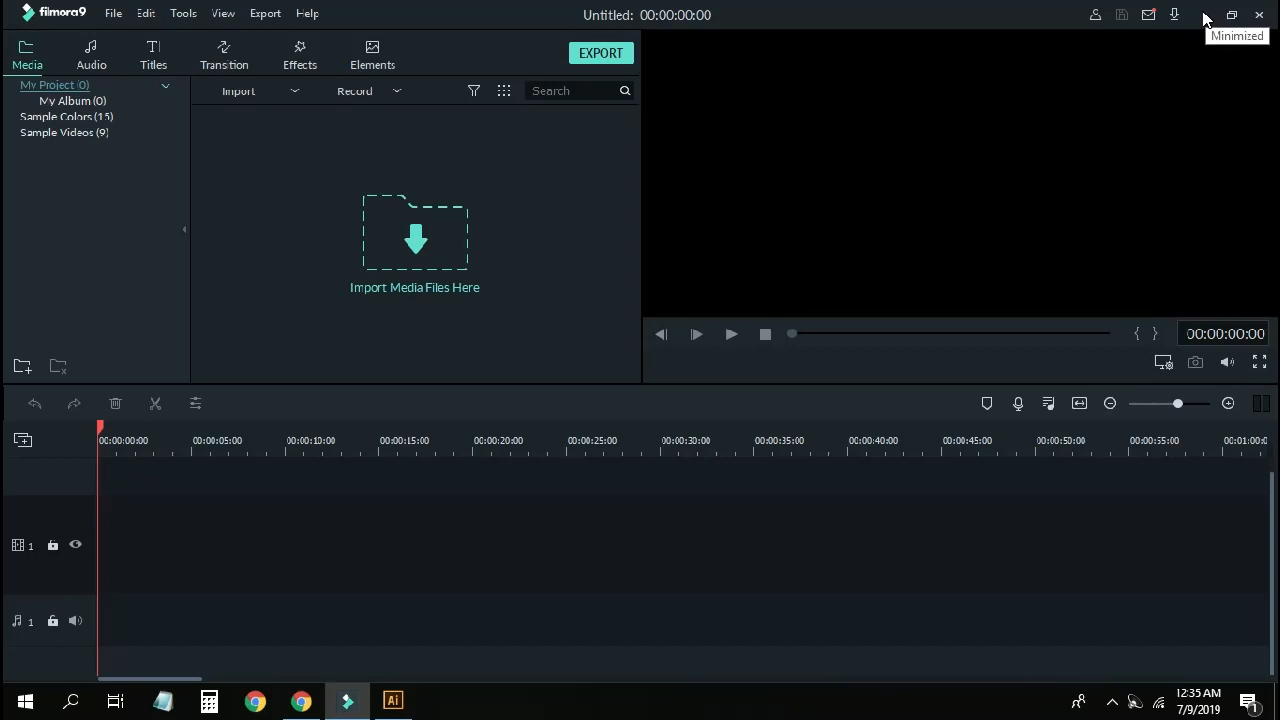 filmora9 File Edit Tools View Export Help Untitled: 00:00:00:00
Minimized
Media Audio Titles Transition Effects Elements EXPORT
My Project (0)
My Album (0)
Sample Colors (15)
Sample Videos (9)
Import Record Search
Import Media Files Here
00:00:00:00
00:00:00:00 00:00:05:00 00:00:10:00 00:00:15:00 00:00:20:00 00:00:25:00 00:00:30:00 00:00:35:00 00:00:40:00 00:00:45:00 00:00:50:00 00:00:55:00 00:01:00:0
1
1
Ai
12:35 AM
7/9/2019
1